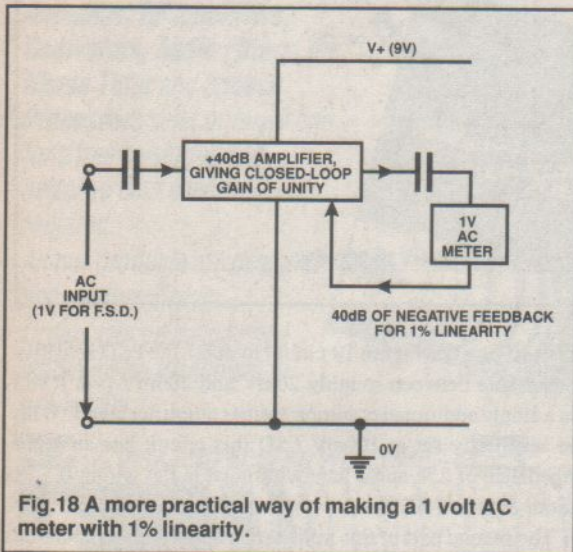 V+ (9V)
+40dB AMPLIFIER,
GIVING CLOSED-LOOP
GAIN OF UNITY
1V
AC
METER
AC
INPUT
(1V FOR F.S.D.)
40dB OF NEGATIVE FEEDBACK
FOR 1% LINEARITY
0V
Fig.18 A more practical way of making a 1 volt AC
meter with 1% linearity.